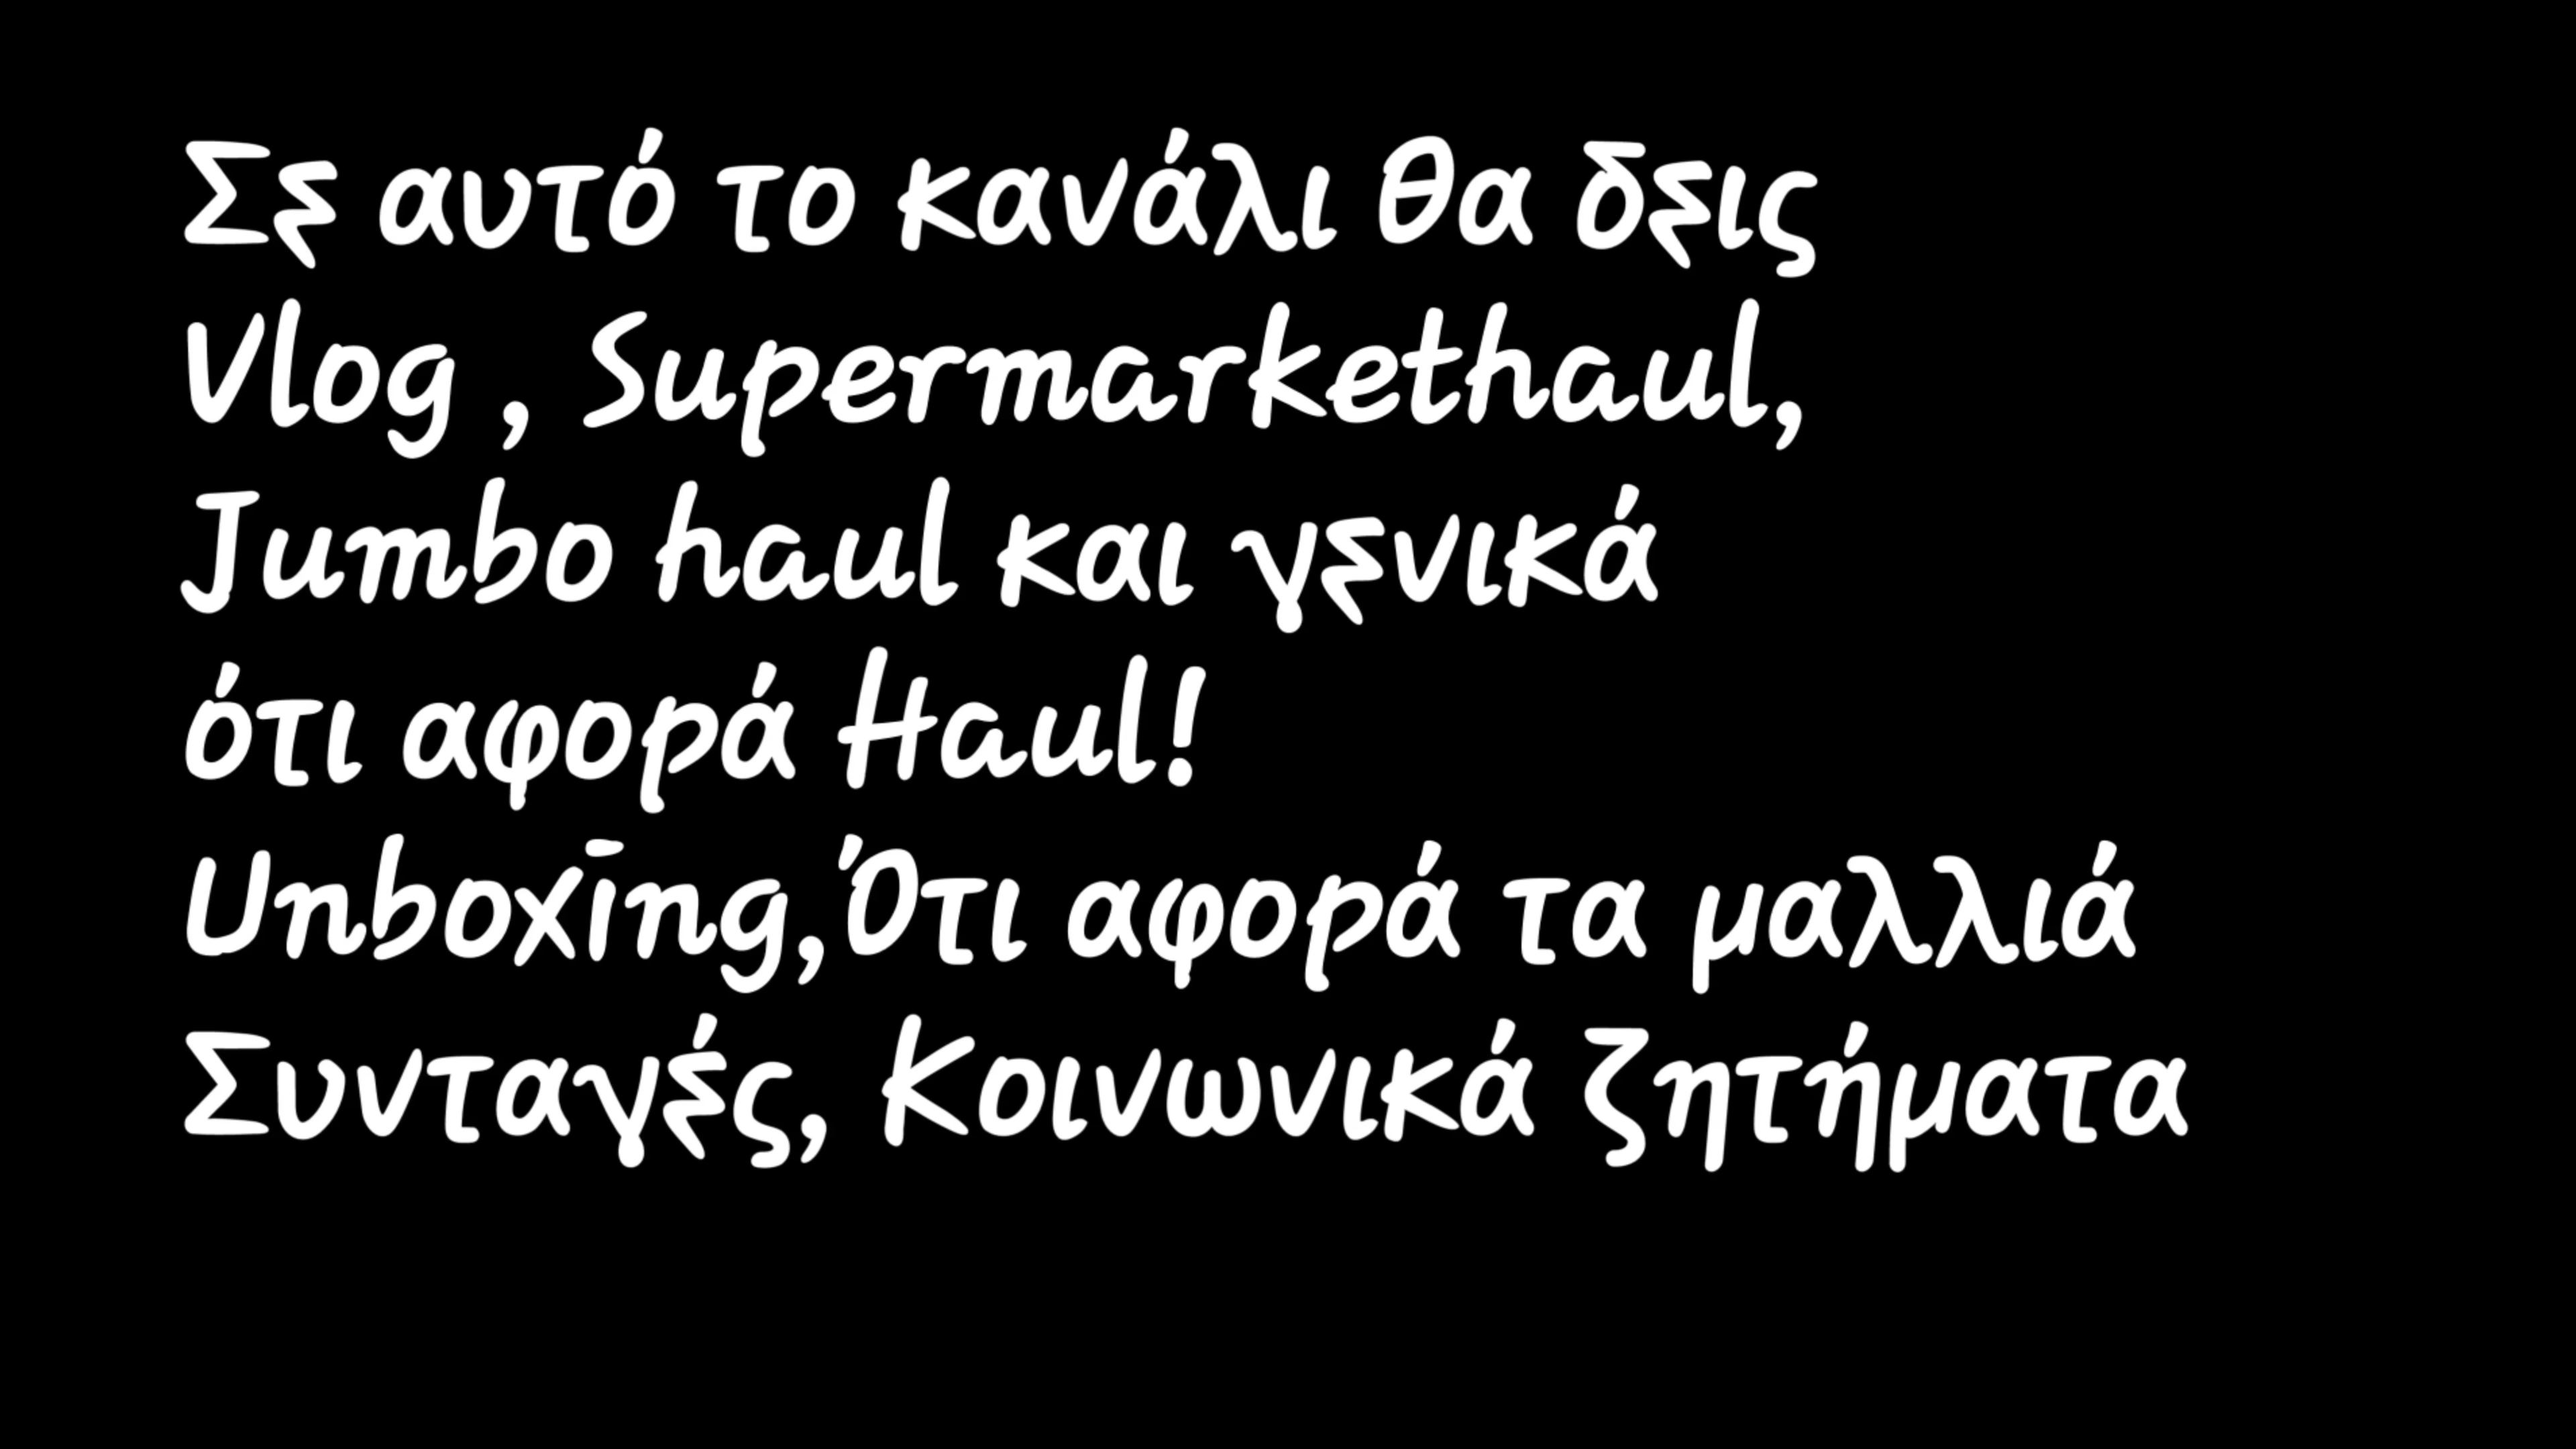 Σε αυτό το κανάλι θα δεις
Vlog , Supermarkethaul,
Jumbo haul και γενικά
ότι αφορά Haul!
Unboxing,Ότι αφορά τα μαλλιά
Συνταγές, Κοινωνικά ζητήματα